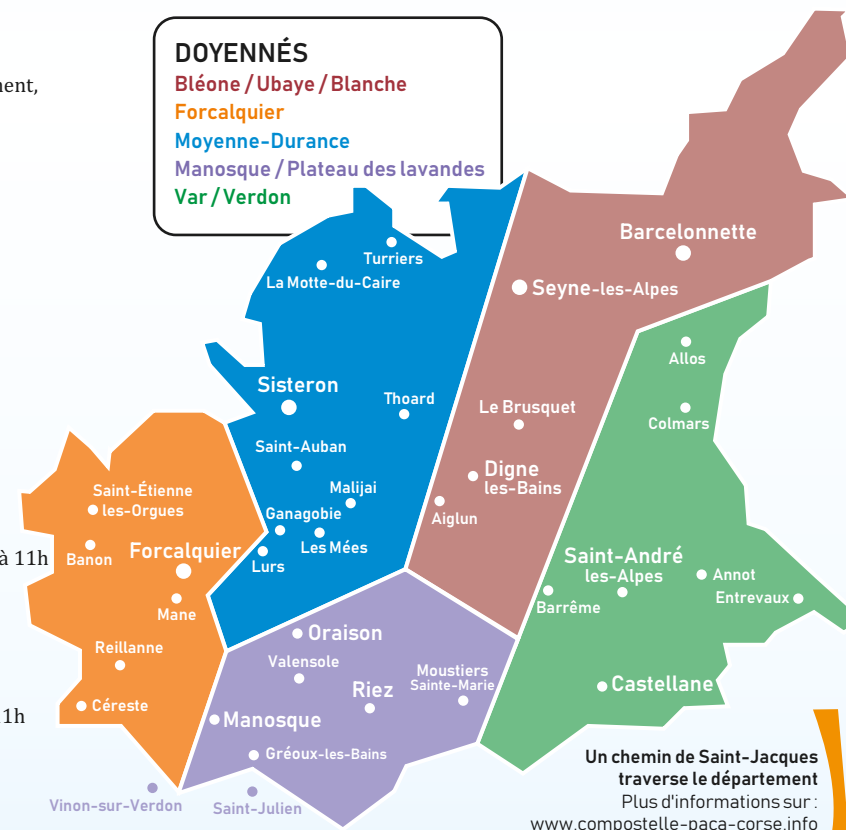 nent,
DOYENNÉS
Bléone / Ubaye / Blanche
Forcalquier
Moyenne-Durance
Manosque / Plateau des lavandes
Var / Verdon
Turriers
La Motte-du-Caire
Barcelonnette
Seyne-les-Alpes
Allos
Sisteron
Thoard
Le Brusquet
Colmars
Saint-Auban
Digne
les-Bains
Malijai
Saint-Étienne
les-Orgues
Ganagobie
Aiglun
Les Mées
à 11h
Banon
Forcalquier
Lurs
Saint-André
les-Alpes
Annot
Entrevaux
Barrême
Mane
Oraison
Reillanne
Valensole
Moustiers
Sainte-Marie
Riez
Castellane
Céreste
Manosque
11h
Gréoux-les-Bains
Vinon-sur-Verdon
Saint-Julien
Un chemin de Saint-Jacques
traverse le département
Plus d'informations sur :
www.compostelle-paca-corse.info